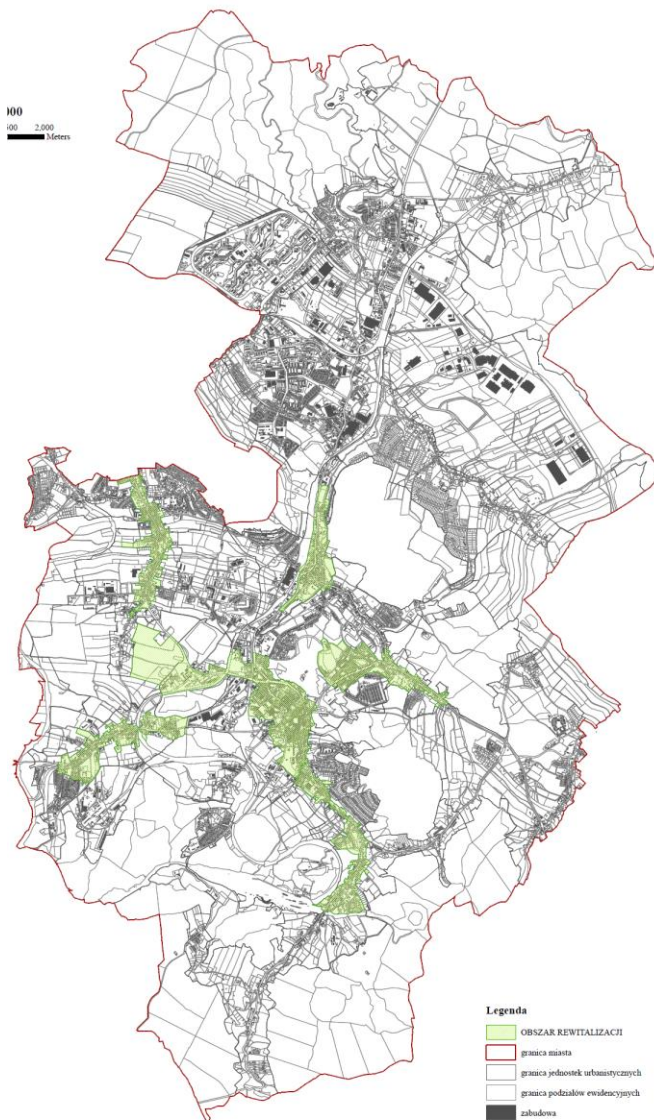 000
500 2,000
Meters
Legenda
OBSZAR REWITALIZACJI
granica miasta
granica jednostek urbanistycznych
granica podziałów ewidencyjnych
zabudowa